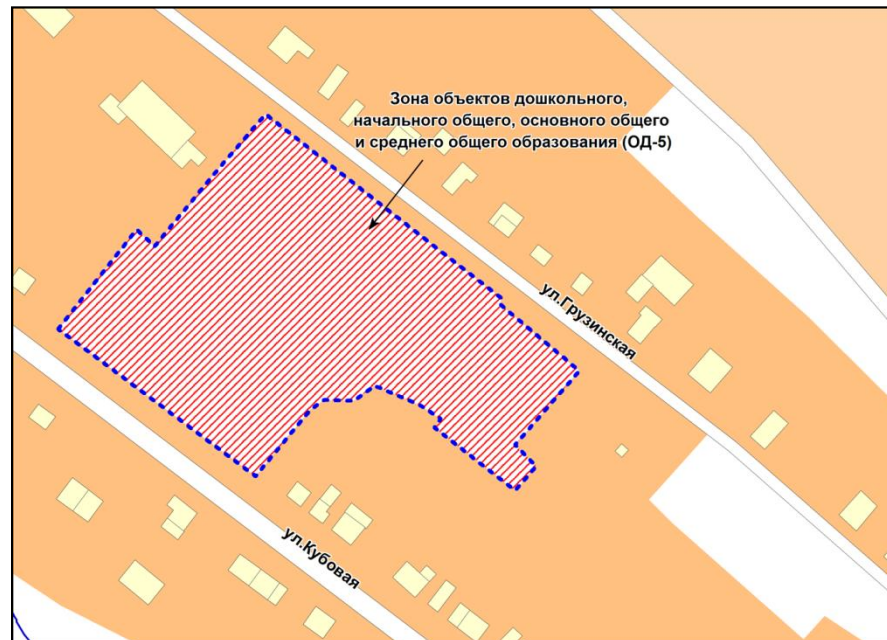 Зона объектов дошкольного,
начального общего, основного общего
и среднего общего образования (ОД-5)
ул.Грузинская
ул.Кубовая